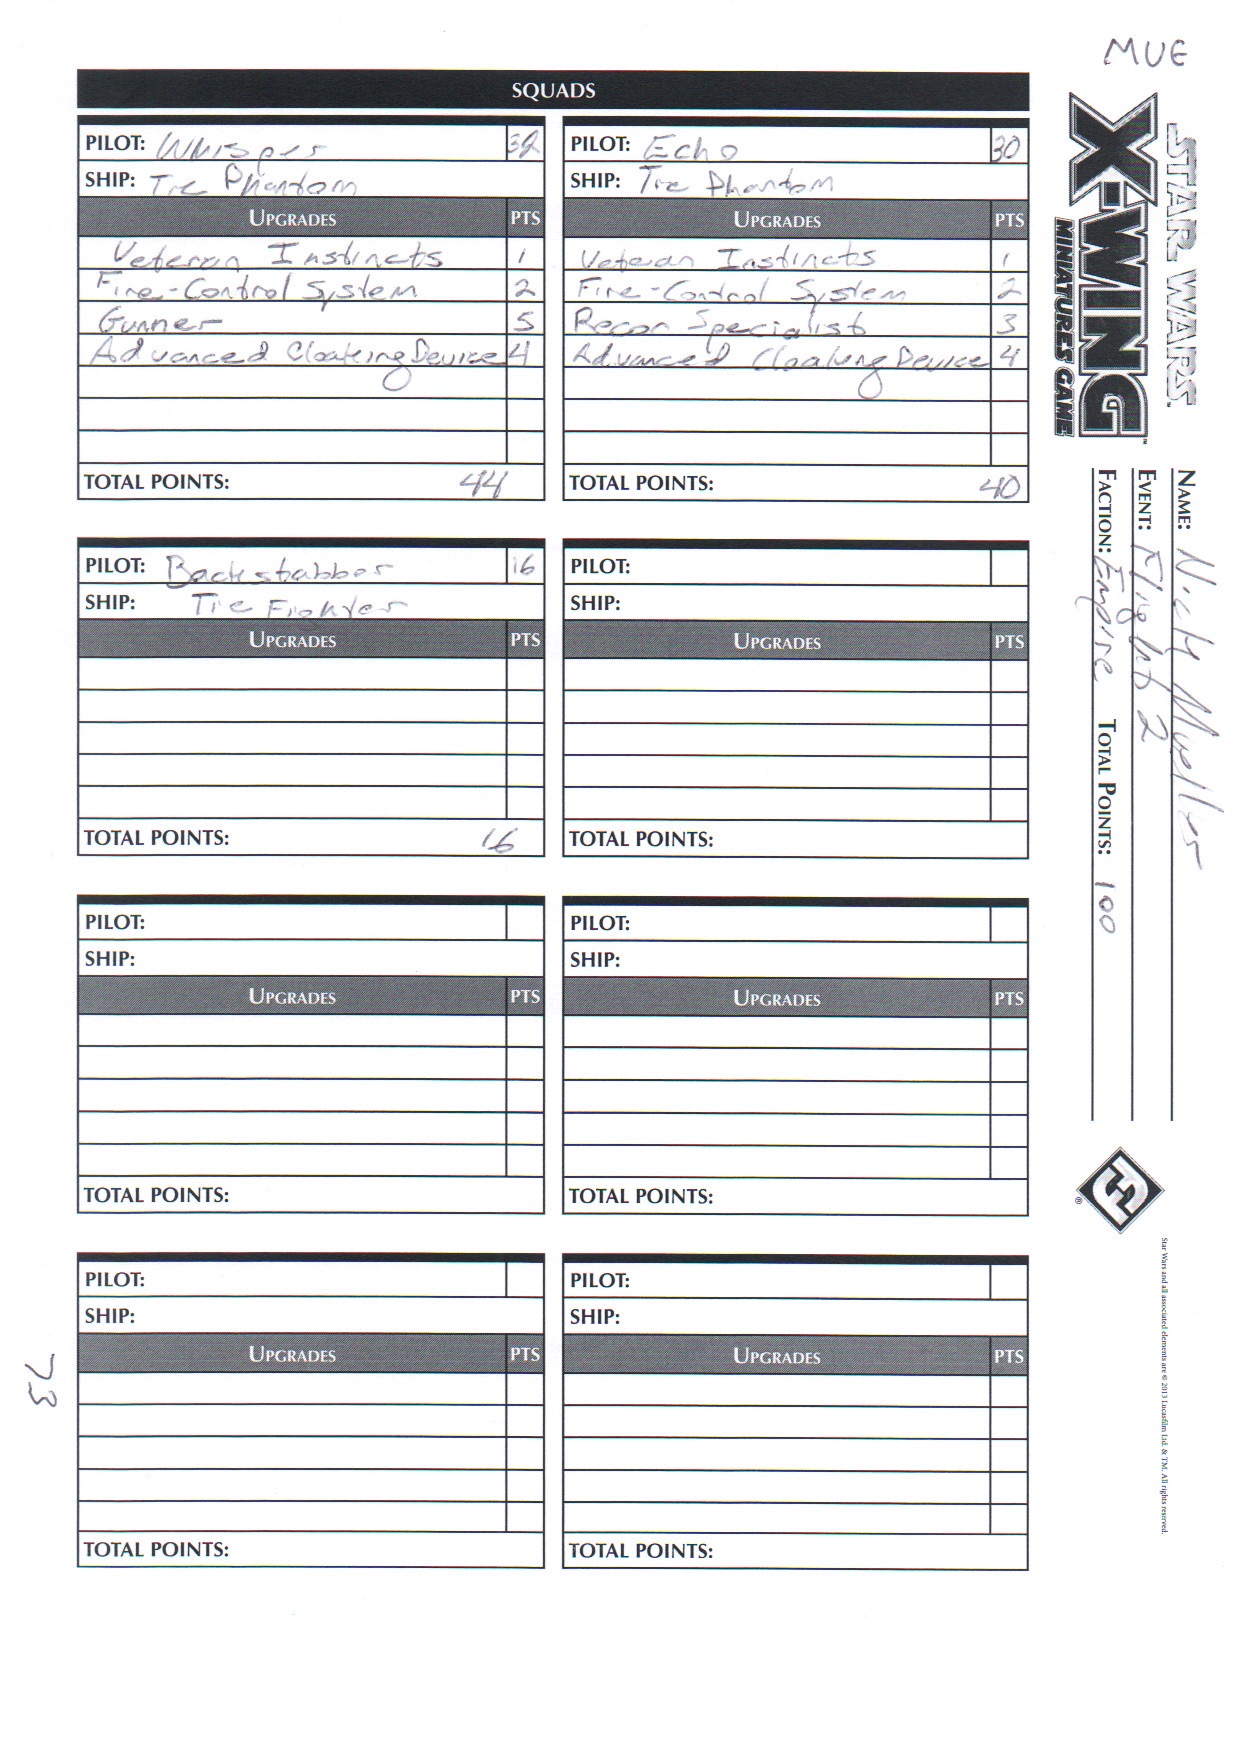 MUE
SQUADS
PILOT: Whisper 32
SHIP: Tie Phantom
UPGRADES PTS
Veteran Instincts 1
Fire-Control System 2
Gunner 5
Advanced Cloaking Device 4
TOTAL POINTS: 44
PILOT: Echo 30
SHIP: Tie Phantom
UPGRADES PTS
Veteran Instincts 1
Fire-Control System 2
Recon Specialist 3
Advanced Cloaking Device 4
TOTAL POINTS: 40
PILOT: Backstabber 16
SHIP: Tie Fighter
UPGRADES PTS
TOTAL POINTS: 16
PILOT:
SHIP:
UPGRADES PTS
TOTAL POINTS:
PILOT:
SHIP:
UPGRADES PTS
TOTAL POINTS:
PILOT:
SHIP:
UPGRADES PTS
TOTAL POINTS:
PILOT:
SHIP:
UPGRADES PTS
TOTAL POINTS:
PILOT:
SHIP:
UPGRADES PTS
TOTAL POINTS:
STAR WARS
X-WING
MINIATURES GAME
NAME: Nick Mueller
EVENT: Flight 2
FACTION: Empire TOTAL POINTS: 100
Star Wars and all associated elements are © 2013 Lucasfilm Ltd. & TM. All rights reserved.
73